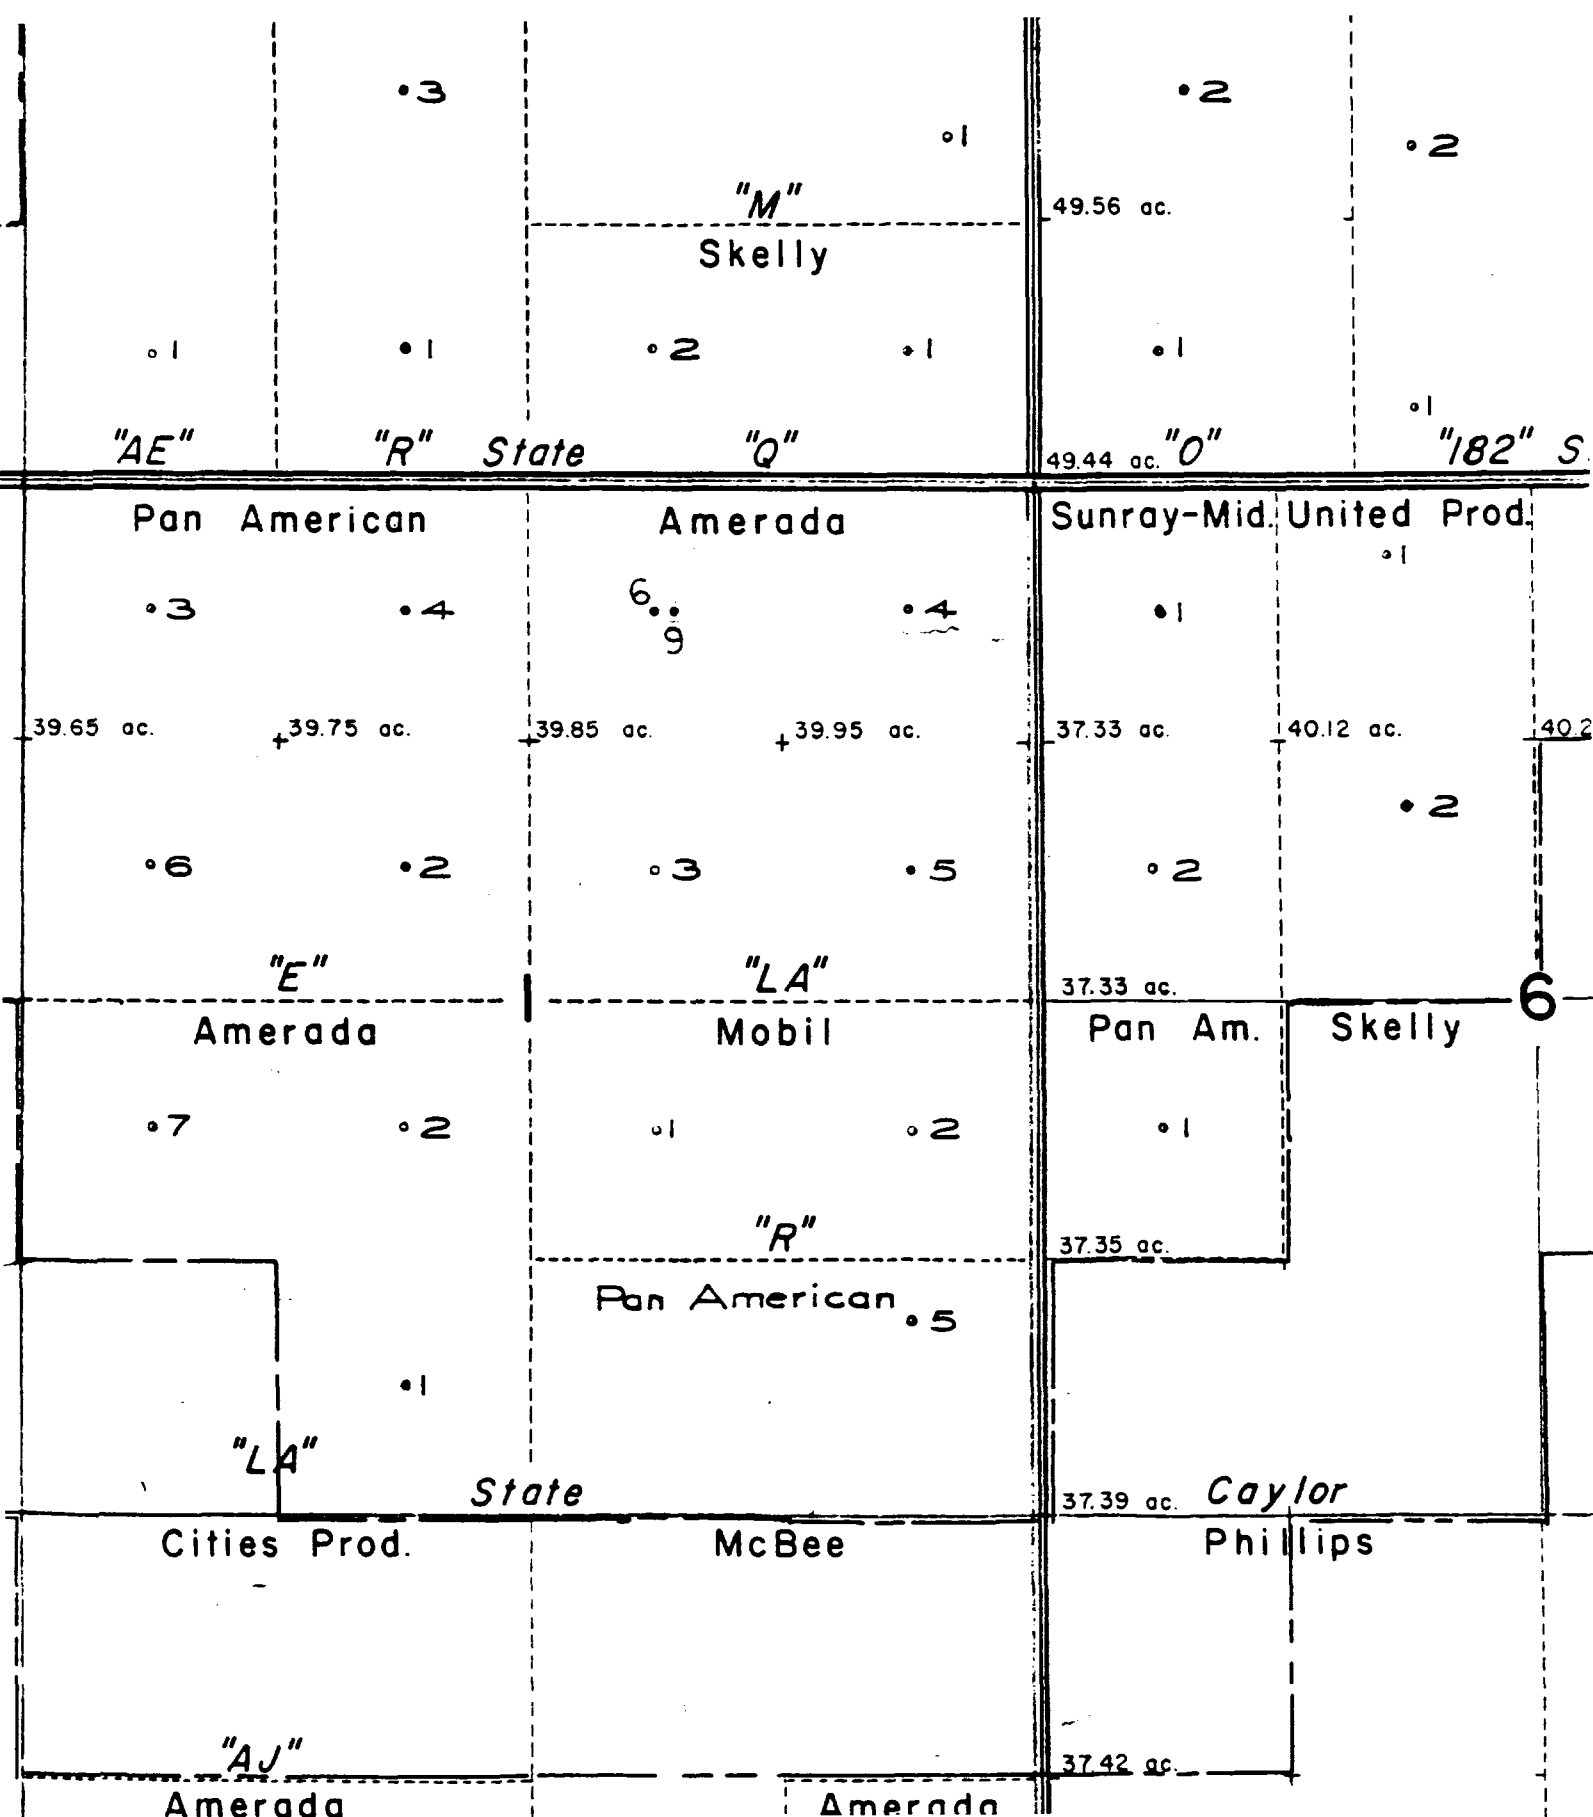 3
2
1
2
"M"
49.56 ac.
Skelly
1
1
2
1
1
1
"AE"
"R"
State
"Q"
49.44 ac.
"O"
"182"
S.
Pan American
Amerada
Sunray-Mid.
United Prod.
1
3
4
6
9
4
1
39.65 ac.
39.75 ac.
39.85 ac.
39.95 ac.
37.33 ac.
40.12 ac.
40.2
2
6
2
3
5
2
"E"
"LA"
37.33 ac.
6
Amerada
Mobil
Pan Am.
Skelly
7
2
1
2
1
"R"
37.35 ac.
Pan American
5
1
"LA"
State
37.39 ac.
Caylor
Cities Prod.
McBee
Phillips
"AJ"
37.42 ac.
Amerada
Amerada